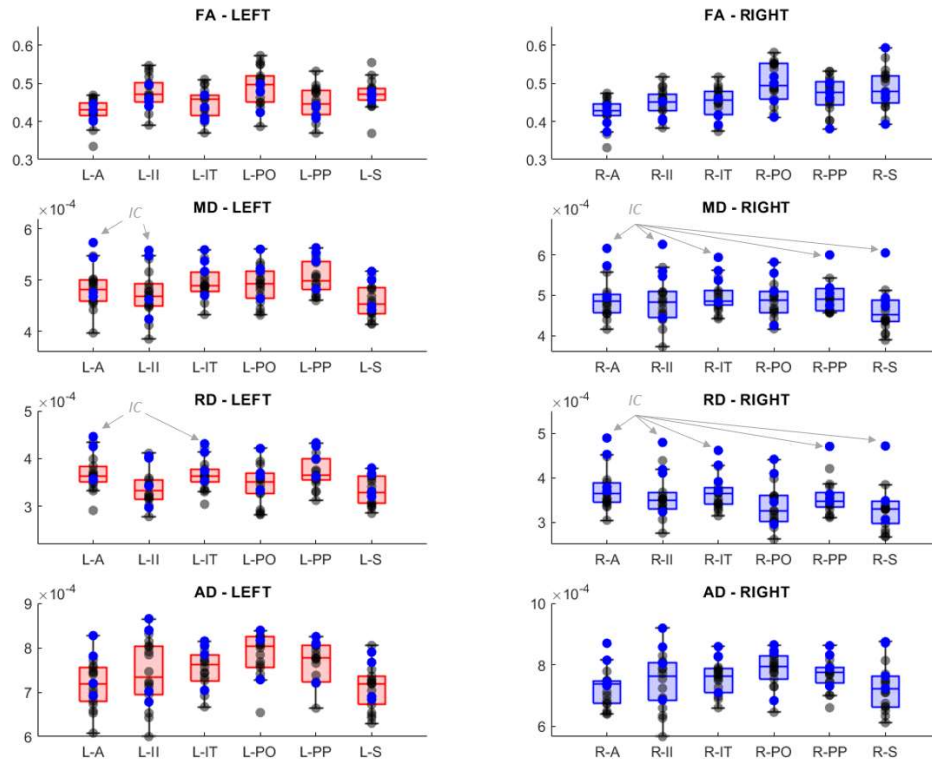 FA - LEFT
0.6
0.5
0.4
0.3
L-A L-II L-IT L-PO L-PP L-S
FA - RIGHT
0.6
0.5
0.4
0.3
R-A R-II R-IT R-PO R-PP R-S
×10-4
MD - LEFT
IC
6
5
4
L-A L-II L-IT L-PO L-PP L-S
×10-4
MD - RIGHT
IC
6
5
4
R-A R-II R-IT R-PO R-PP R-S
×10-4
RD - LEFT
IC
5
4
3
L-A L-II L-IT L-PO L-PP L-S
×10-4
RD - RIGHT
IC
5
4
3
R-A R-II R-IT R-PO R-PP R-S
×10-4
AD - LEFT
9
8
7
6
L-A L-II L-IT L-PO L-PP L-S
×10-4
AD - RIGHT
10
8
6
R-A R-II R-IT R-PO R-PP R-S